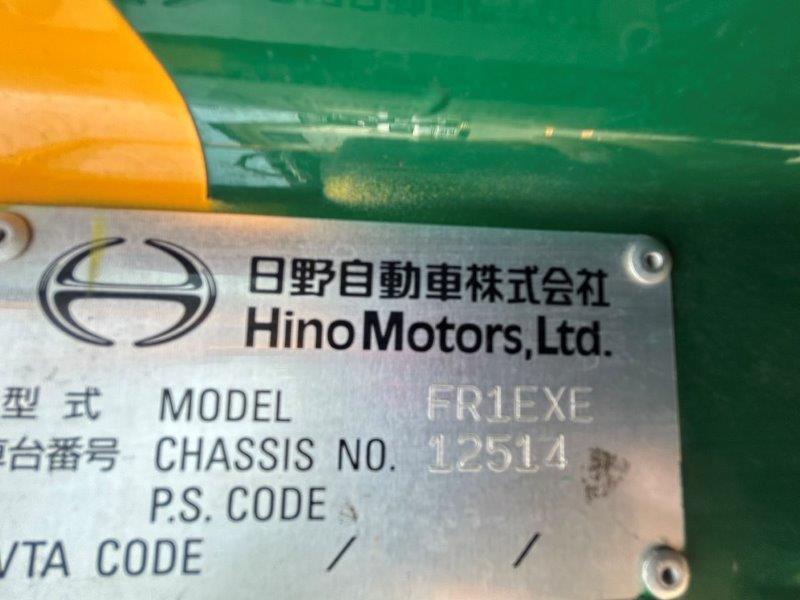 日野自動車株式会社
Hino Motors, Ltd.
型式 MODEL FR1EXE
車台番号 CHASSIS NO. 12514
P.S. CODE
VTA CODE / /